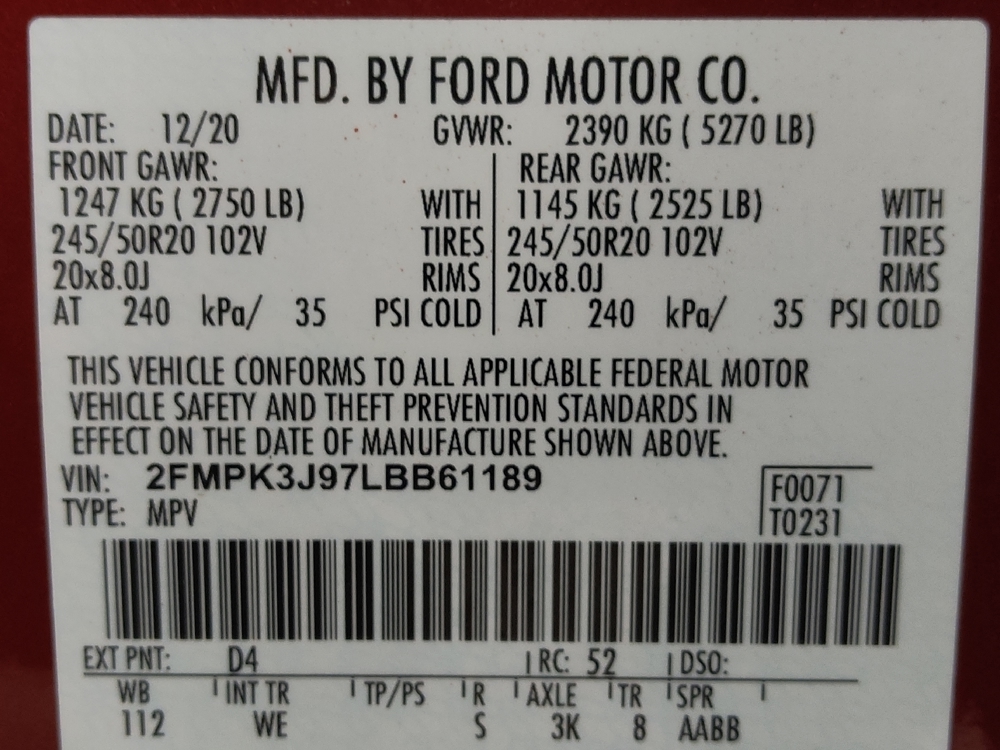 MFD. BY FORD MOTOR CO.
DATE: 12/20 GVWR: 2390 KG ( 5270 LB)
FRONT GAWR: REAR GAWR:
1247 KG ( 2750 LB) WITH 1145 KG ( 2525 LB) WITH
245/50R20 102V TIRES 245/50R20 102V TIRES
20x8.0J RIMS 20x8.0J RIMS
AT 240 kPa/ 35 PSI COLD AT 240 kPa/ 35 PSI COLD
THIS VEHICLE CONFORMS TO ALL APPLICABLE FEDERAL MOTOR
VEHICLE SAFETY AND THEFT PREVENTION STANDARDS IN
EFFECT ON THE DATE OF MANUFACTURE SHOWN ABOVE.
VIN: 2FMPK3J97LBB61189
F0071
TYPE: MPV
T0231
EXT PNT: D4 RC: 52 DSO:
WB INT TR TP/PS R AXLE TR SPR
112 WE S 3K 8 AABB